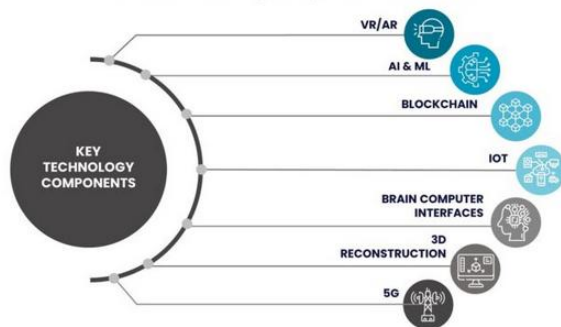 VR/AR
AI & ML
BLOCKCHAIN
KEY
TECHNOLOGY
COMPONENTS
IOT
BRAIN COMPUTER
INTERFACES
3D
RECONSTRUCTION
5G